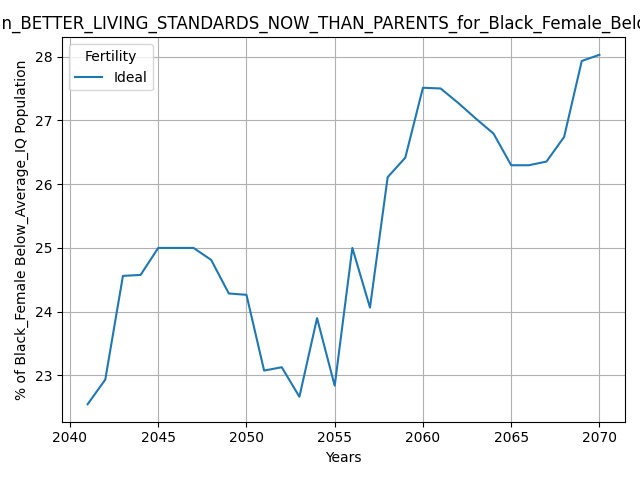 n_BETTER_LIVING_STANDARDS_NOW_THAN_PARENTS_for_Black_Female_Belo
Fertility
Ideal
% of Black_Female Below_Average_IQ Population
28
27
26
25
24
23
2040 2045 2050 2055 2060 2065 2070
Years